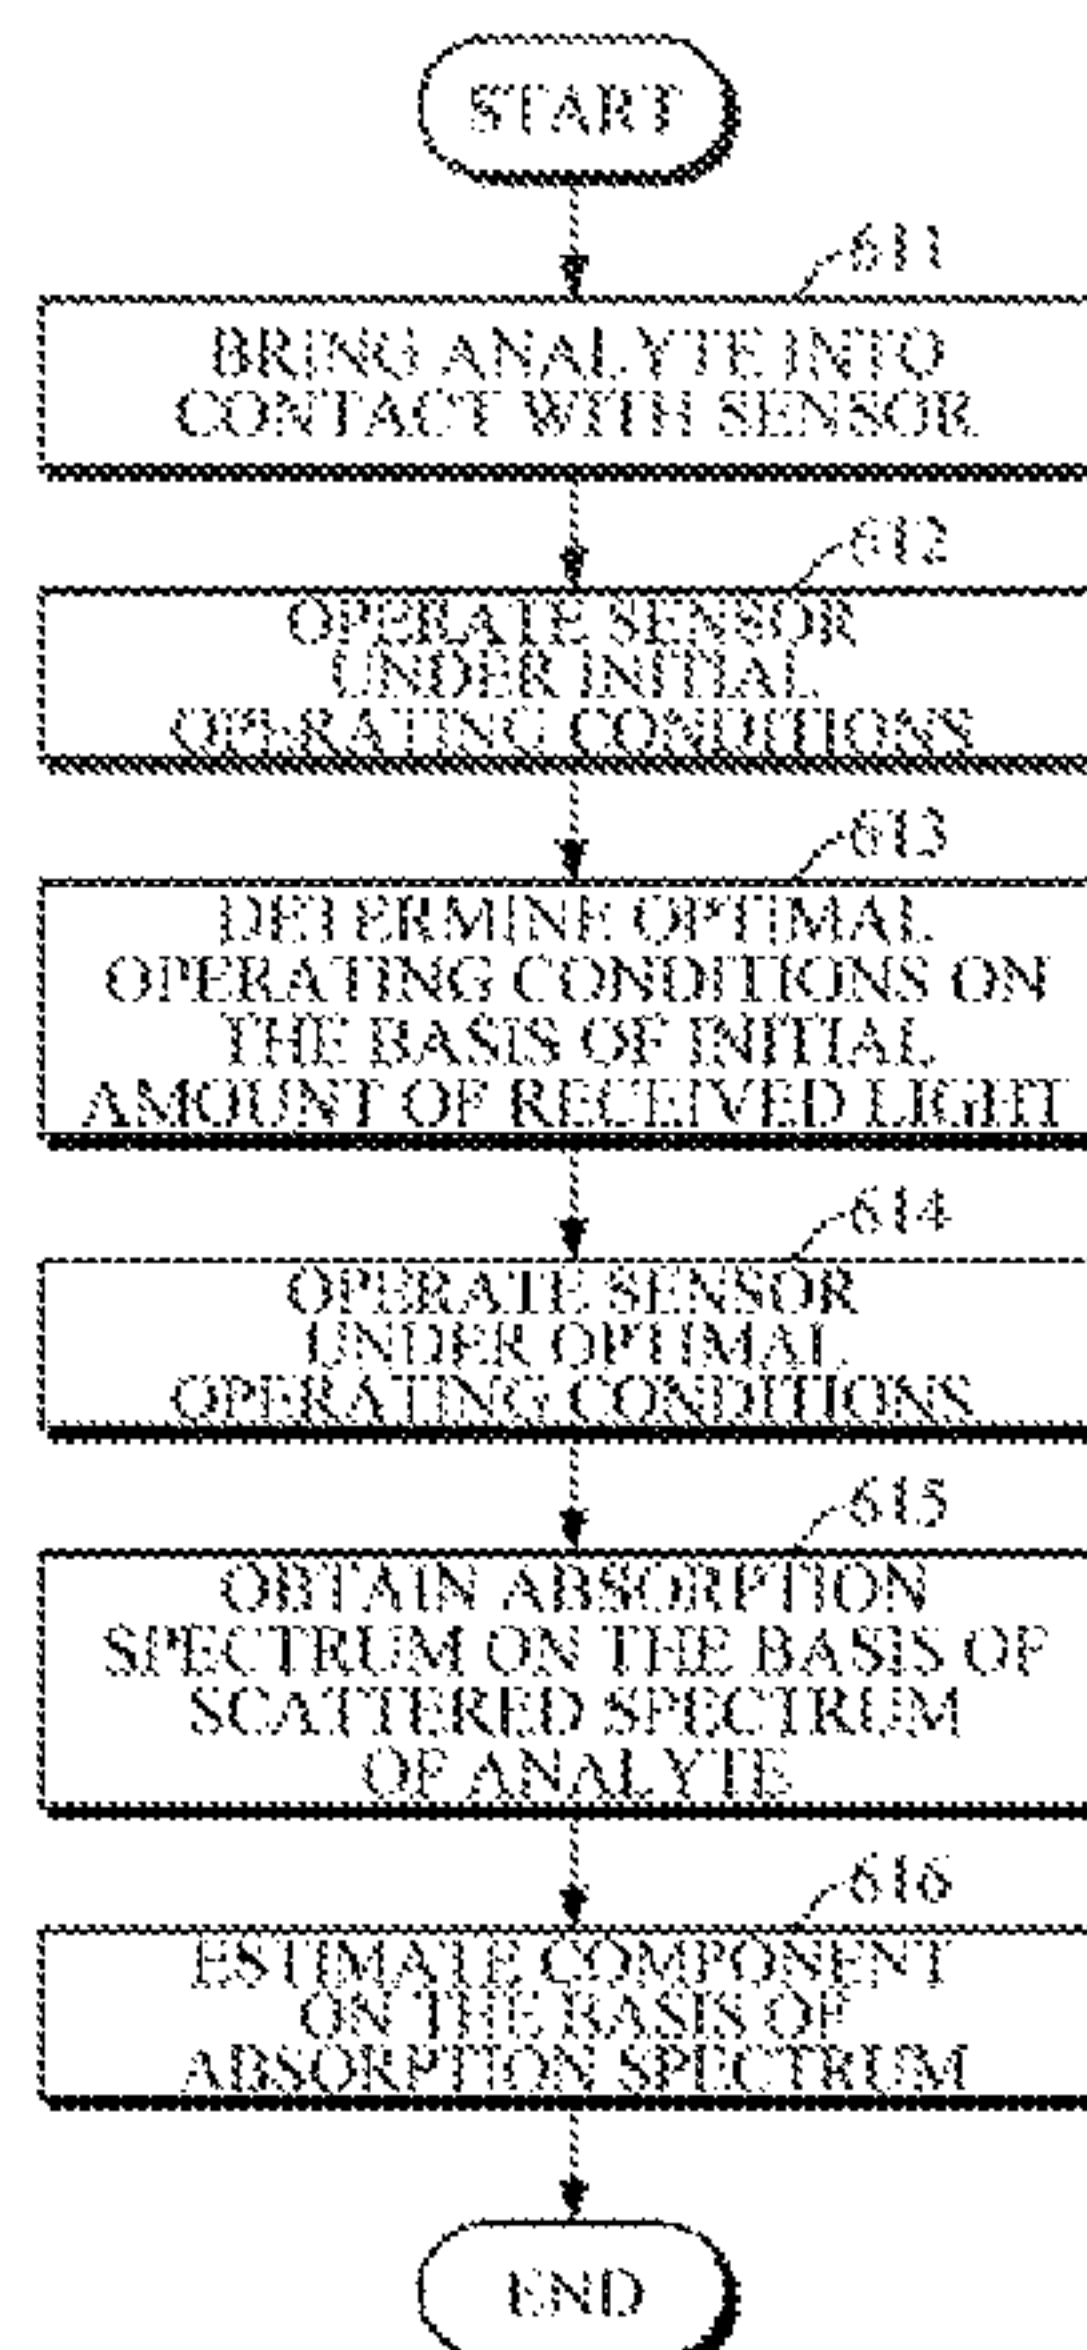 START
611
BRING ANALYTE INTO
CONTACT WITH SENSOR
612
OPERATE SENSOR
UNDER INITIAL
OPERATING CONDITIONS
613
DETERMINE OPTIMAL
OPERATING CONDITIONS ON
THE BASIS OF INITIAL
AMOUNT OF RECEIVED LIGHT
614
OPERATE SENSOR
UNDER OPTIMAL
OPERATING CONDITIONS
615
OBTAIN ABSORPTION
SPECTRUM ON THE BASIS OF
SCATTERED SPECTRUM
OF ANALYTE
616
ESTIMATE COMPONENT
ON THE BASIS OF
ABSORPTION SPECTRUM
END